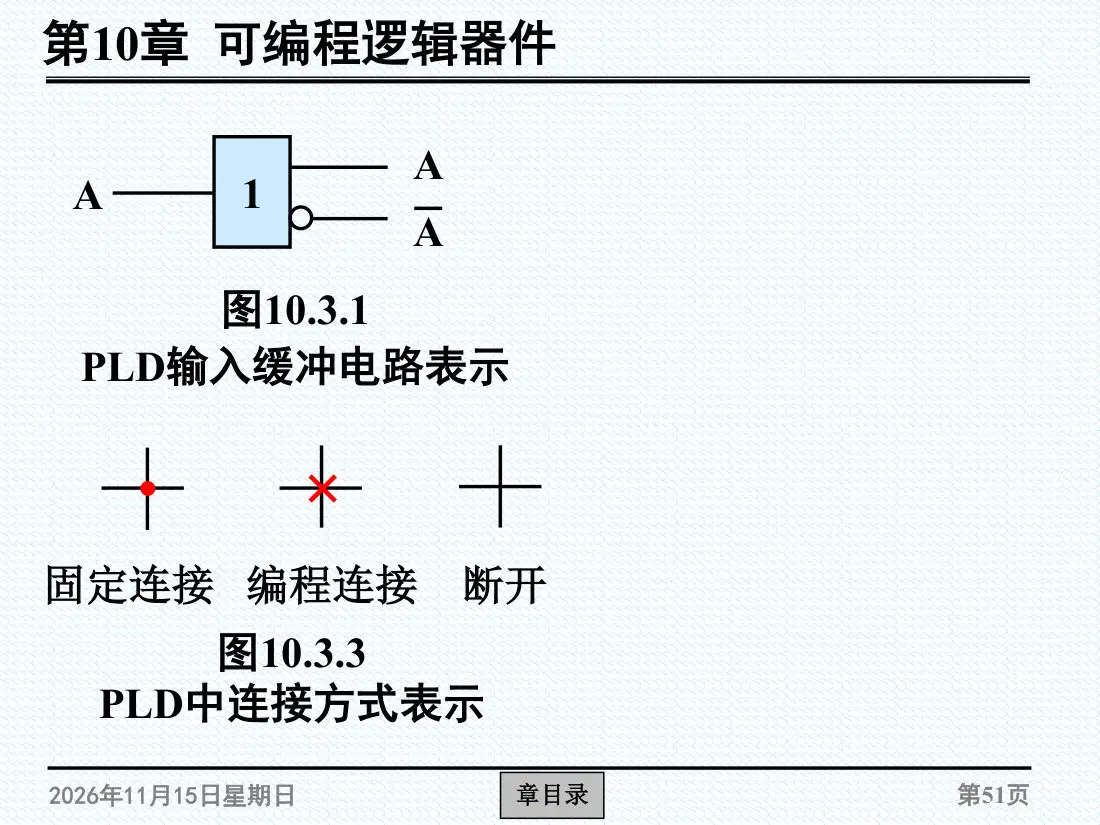 第10章 可编程逻辑器件
A
1
A
A̅
图10.3.1
PLD输入缓冲电路表示
固定连接 编程连接 断开
图10.3.3
PLD中连接方式表示
2026年11月15日星期日 章目录 第51页